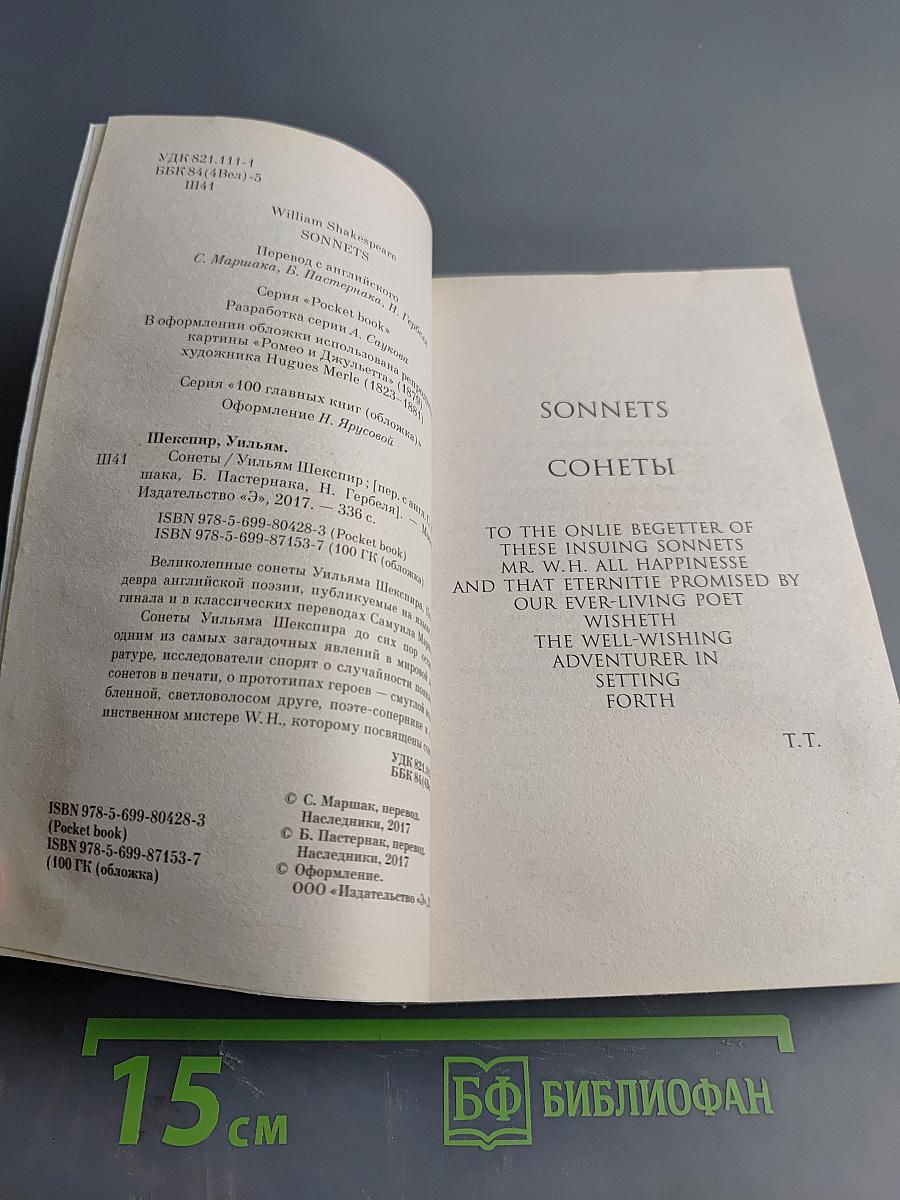 УДК 821.111-1
ББК 84(4Вел)-5
Ш41
William Shakespeare
SONNETS
Перевод с английского
С. Маршака, Б. Пастернака, Н. Гербеля
Серия «Pocket book»
Разработка серии А. Саукова
В оформлении обложки использована
картины «Ромео и Джульетта» (1879)
художника Hugues Merle (1823–1881)
Серия «100 главных книг (обложка)»
Оформление Н. Ярусовой
Шекспир, Уильям.
Ш41 Сонеты / Уильям Шекспир ; [пер. с англ.
шака, Б. Пастернака, Н. Гербеля]. —
Издательство «Э», 2017. — 336 с.
ISBN 978-5-699-80428-3 (Pocket book)
ISBN 978-5-699-87153-7 (100 ГК (обложка)
Великолепные сонеты Уильяма Шекспира,
девра английской поэзии, публикуемые на
гинала и в классических переводах Самуила
Сонеты Уильяма Шекспира до сих пор
одним из самых загадочных явлений в мировой
ратуре, исследователи спорят о случайности
сонетов в печати, о прототипах героев — смуглой
бленной, светловолосом друге, поэте-сопернике и
инственном мистере W. H., которому посвящены
УДК 821.
ББК 84(4
ISBN 978-5-699-80428-3
(Pocket book)
ISBN 978-5-699-87153-7
(100 ГК (обложка)
© С. Маршак, перевод.
Наследники, 2017
© Б. Пастернак, перевод.
Наследники, 2017
© Оформление.
ООО «Издательство «Э»,
SONNETS
СОНЕТЫ
TO THE ONLIE BEGETTER OF
THESE INSUING SONNETS
MR. W.H. ALL HAPPINESSE
AND THAT ETERNITIE PROMISED BY
OUR EVER-LIVING POET
WISHETH
THE WELL-WISHING
ADVENTURER IN
SETTING
FORTH
T.T.
15 см
БФ БИБЛИОФАН